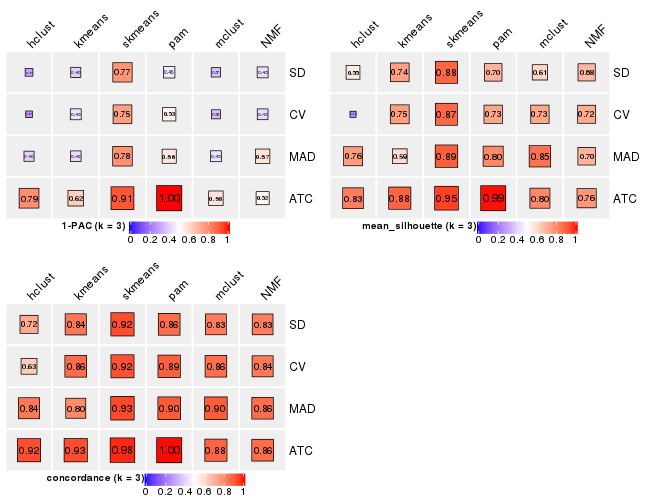 hclust kmeans skmeans pam mclust NMF
0.77 0.45 SD
0.75 0.53 CV
0.78 0.56 0.57 MAD
0.79 0.62 0.91 1.00 0.58 0.52 ATC
1-PAC (k = 3)
0 0.2 0.4 0.6 0.8 1
hclust kmeans skmeans pam mclust NMF
0.55 0.74 0.88 0.70 0.61 0.68 SD
0.75 0.87 0.73 0.73 0.72 CV
0.76 0.59 0.89 0.80 0.85 0.70 MAD
0.83 0.88 0.95 0.99 0.80 0.76 ATC
mean_silhouette (k = 3)
0 0.2 0.4 0.6 0.8 1
hclust kmeans skmeans pam mclust NMF
0.72 0.84 0.92 0.86 0.83 0.83 SD
0.63 0.86 0.92 0.89 0.86 0.84 CV
0.84 0.80 0.93 0.90 0.90 0.86 MAD
0.92 0.93 0.98 1.00 0.88 0.86 ATC
concordance (k = 3)
0 0.2 0.4 0.6 0.8 1